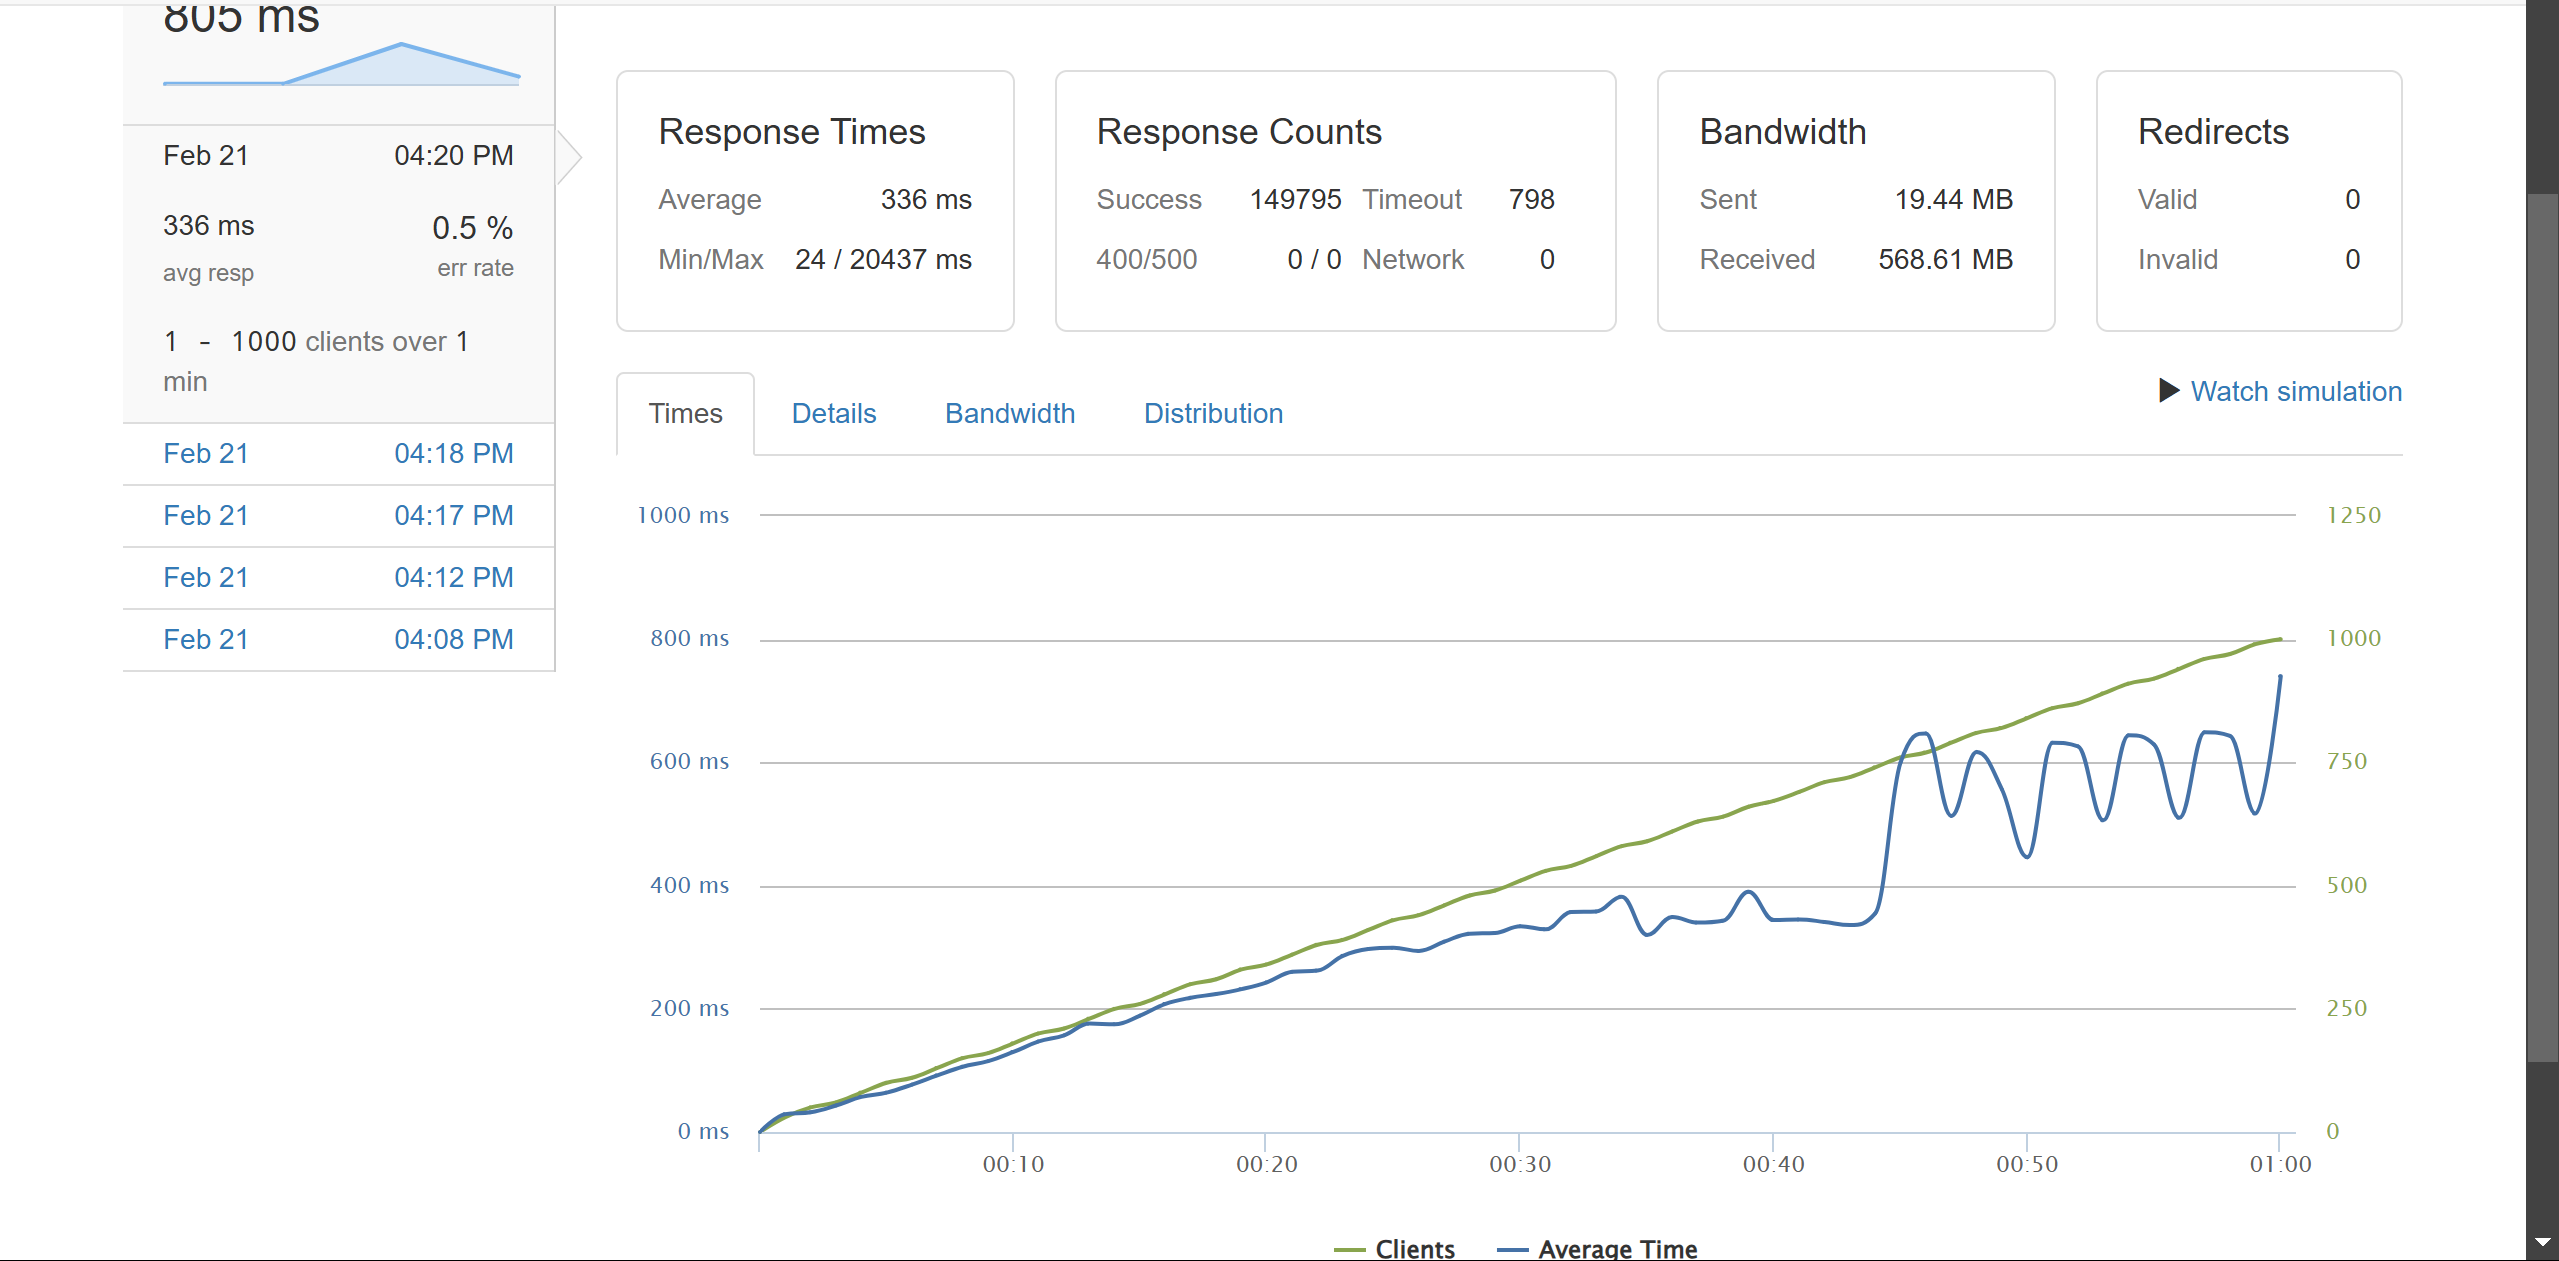 805 ms
Feb 21 04:20 PM
336 ms 0.5 %
avg resp err rate
1 - 1000 clients over 1
min
Feb 21 04:18 PM
Feb 21 04:17 PM
Feb 21 04:12 PM
Feb 21 04:08 PM
Response Times
Average 336 ms
Min/Max 24 / 20437 ms
Response Counts
Success 149795 Timeout 798
400/500 0 / 0 Network 0
Bandwidth
Sent 19.44 MB
Received 568.61 MB
Redirects
Valid 0
Invalid 0
Times Details Bandwidth Distribution
Watch simulation
1000 ms 1250
800 ms 1000
600 ms 750
400 ms 500
200 ms 250
0 ms 0
00:10 00:20 00:30 00:40 00:50 01:00
Clients Average Time